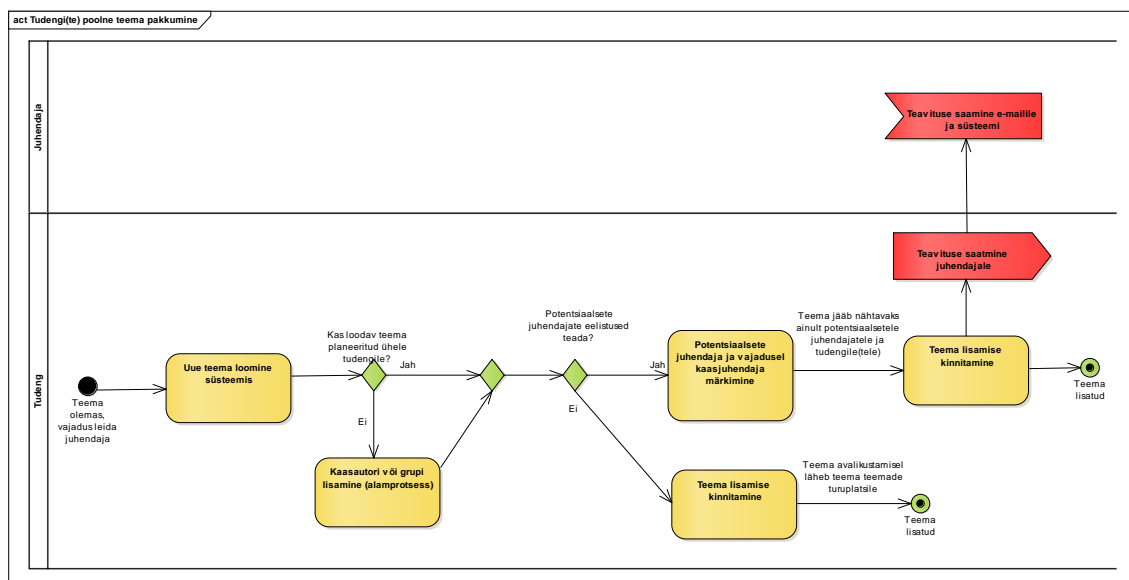 act Tudengi(te) poolne teema pakkumine
Juhendaja
Teavituse saamine e-mailile
ja süsteemi
Tudeng
Teavituse saatmine
juhendajale
Teema
olemas,
vajadus leida
juhendaja
Uue teema loomine
süsteemis
Kas loodav teema
planeeritud ühele
tudengile?
Jah
Ei
Kaasautori või grupi
lisamine (alamprotsess)
Potentsiaalsete
juhendajate eelistused
teada?
Jah
Ei
Potentsiaalsete
juhendaja ja vajadusel
kaasjuhendaja
märkimine
Teema jääb nähtavaks
ainult potentsiaalsetele
juhendajatele ja
tudengile(tele)
Teema lisamise
kinnitamine
Teema
lisatud
Teema lisamise
kinnitamine
Teema avalikustamisel
läheb teema teemade
turuplatsile
Teema
lisatud